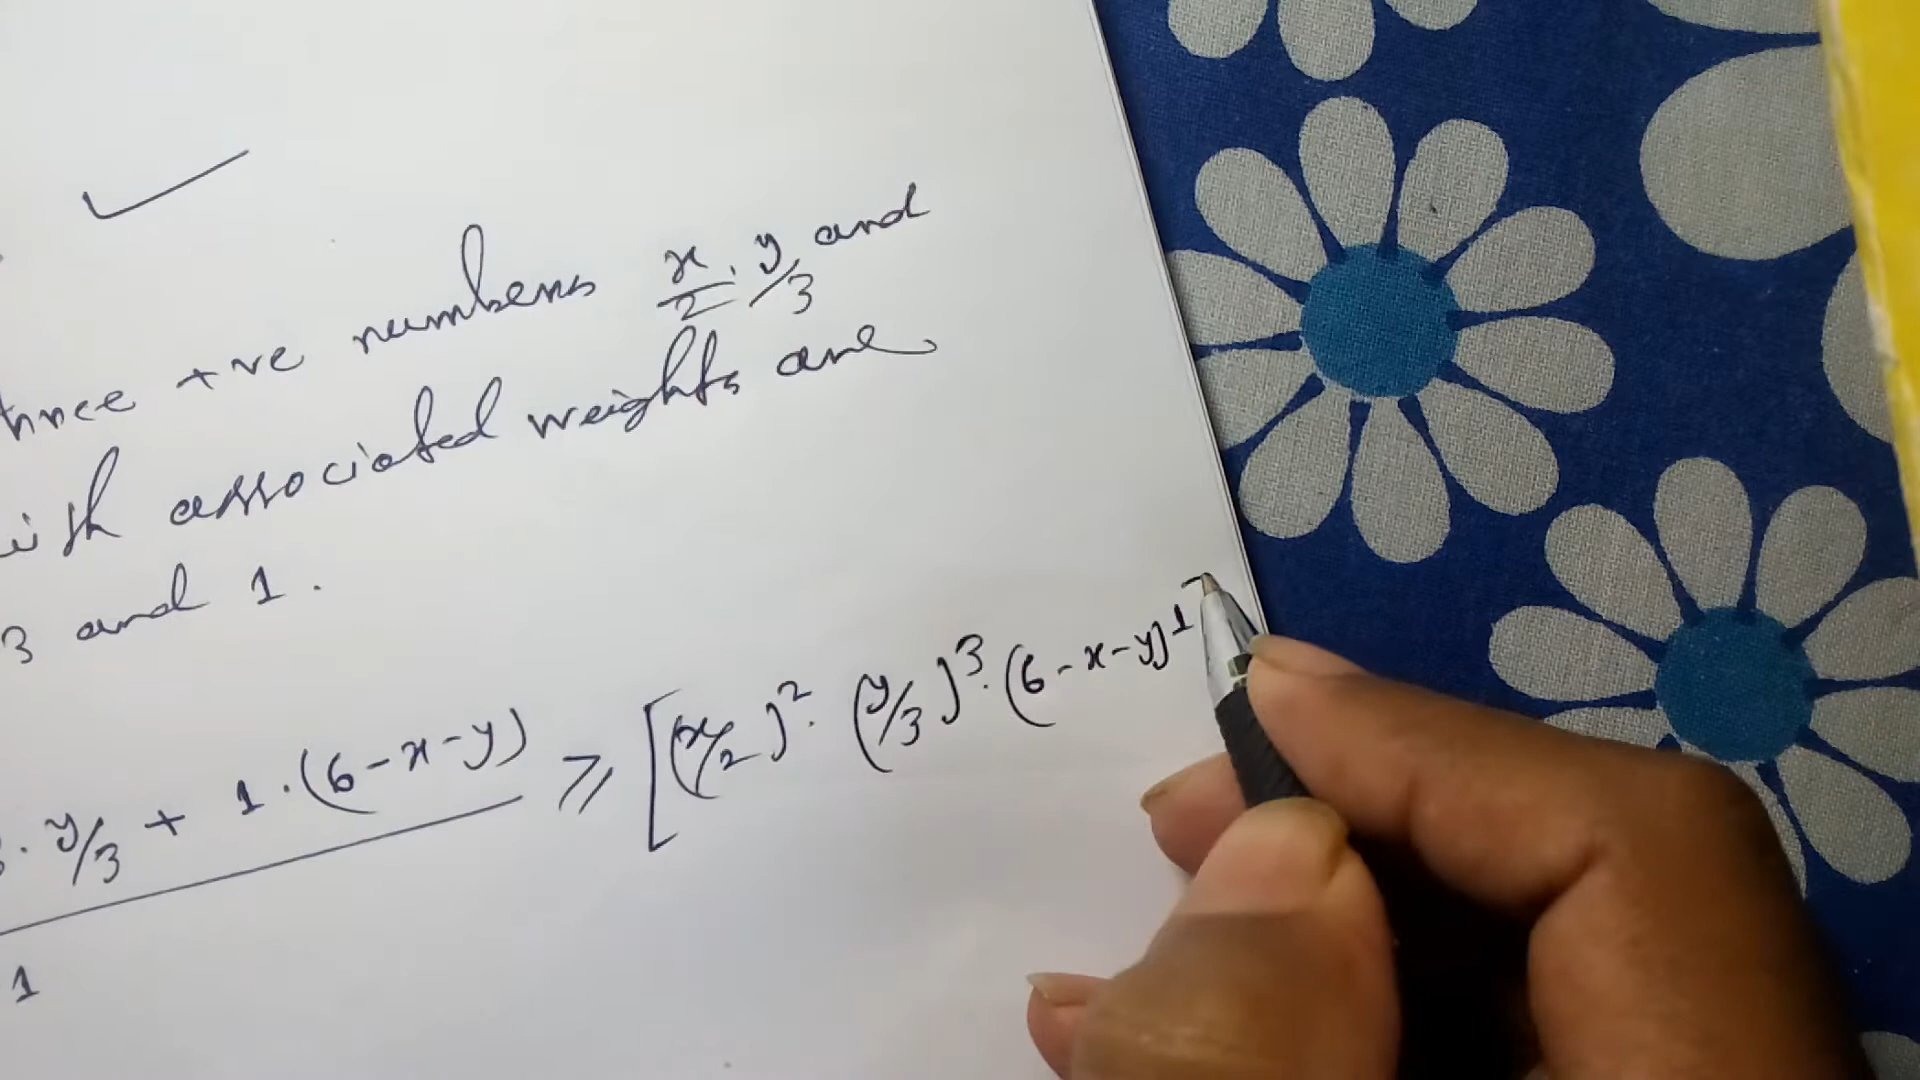 three +ve numbers x/2, y/3 and
with associated weights are
3 and 1.
3. y/3 + 1.(6-x-y) ≥ [(x/2)². (y/3)³. (6-x-y)¹
1